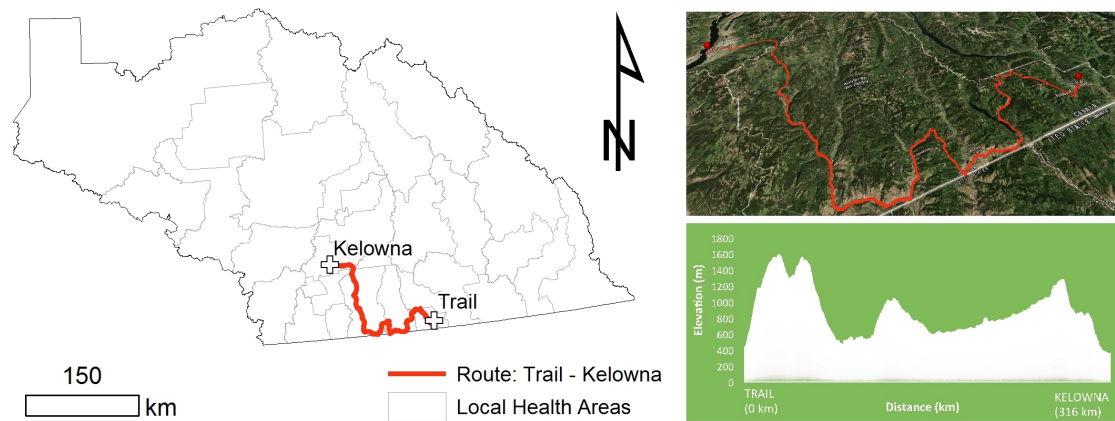 Kelowna
Trail
N
150
km
Route: Trail - Kelowna
Local Health Areas
CANADA
1800
1600
1400
1200
1000
800
600
400
200
0
Elevation (m)
TRAIL
(0 km)
Distance (km)
KELOWNA
(316 km)